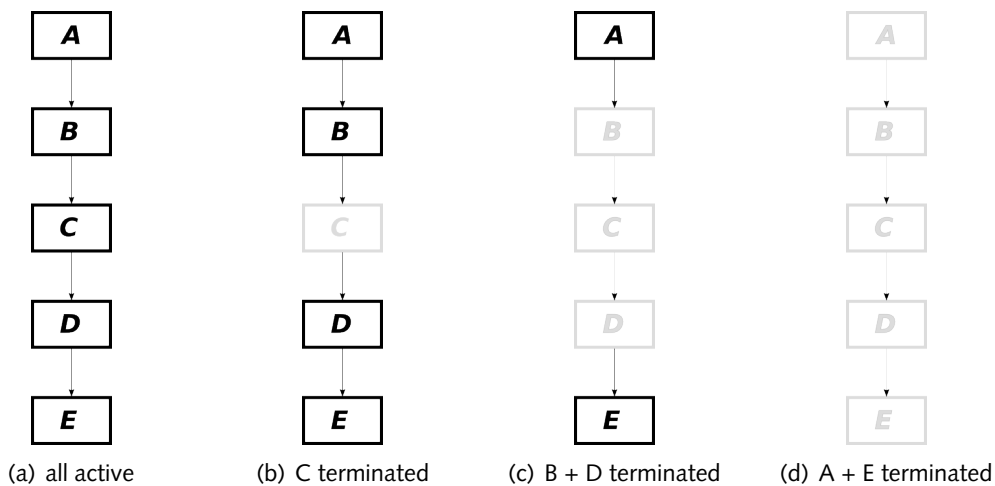 A A A A
B B B B
C C C C
D D D D
E E E E
(a) all active (b) C terminated (c) B + D terminated (d) A + E terminated